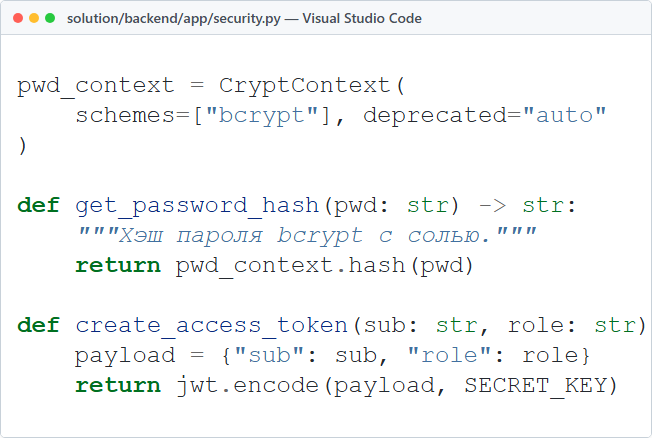 solution/backend/app/security.py — Visual Studio Code
pwd_context = CryptContext(
    schemes=["bcrypt"], deprecated="auto"
)
def get_password_hash(pwd: str) -> str:
    """Хэш пароля bcrypt с солью."""
    return pwd_context.hash(pwd)
def create_access_token(sub: str, role: str)
    payload = {"sub": sub, "role": role}
    return jwt.encode(payload, SECRET_KEY)